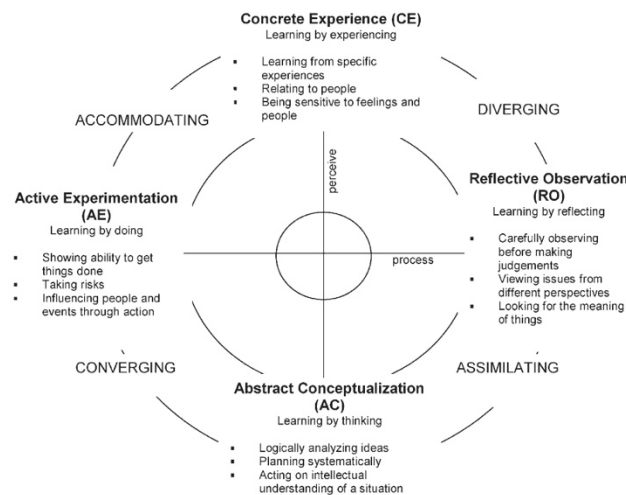 Concrete Experience (CE)
Learning by experiencing
▪ Learning from specific
experiences
▪ Relating to people
▪ Being sensitive to feelings and
people
ACCOMMODATING
DIVERGING
perceive
process
Active Experimentation
(AE)
Learning by doing
▪ Showing ability to get
things done
▪ Taking risks
▪ Influencing people and
events through action
Reflective Observation
(RO)
Learning by reflecting
▪ Carefully observing
before making
judgements
▪ Viewing issues from
different perspectives
▪ Looking for the meaning
of things
CONVERGING
ASSIMILATING
Abstract Conceptualization
(AC)
Learning by thinking
▪ Logically analyzing ideas
▪ Planning systematically
▪ Acting on intellectual
understanding of a situation